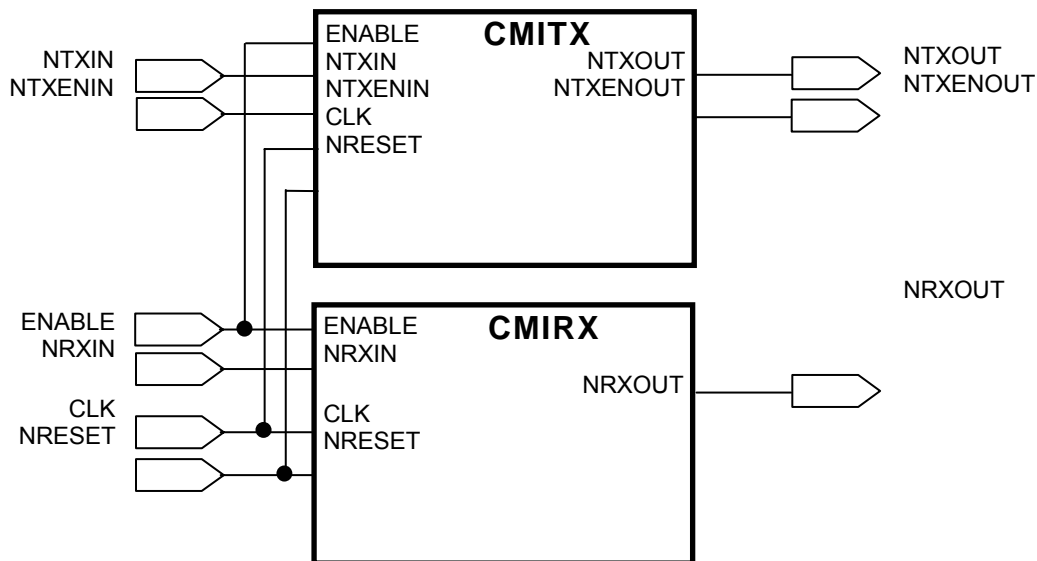 CMITX
ENABLE
NTXIN
NTXENIN
CLK
NRESET
NTXOUT
NTXENOUT
NTXIN
NTXENIN
NTXOUT
NTXENOUT
NRXOUT
ENABLE
NRXIN
CLK
NRESET
CMIRX
ENABLE
NRXIN
CLK
NRESET
NRXOUT